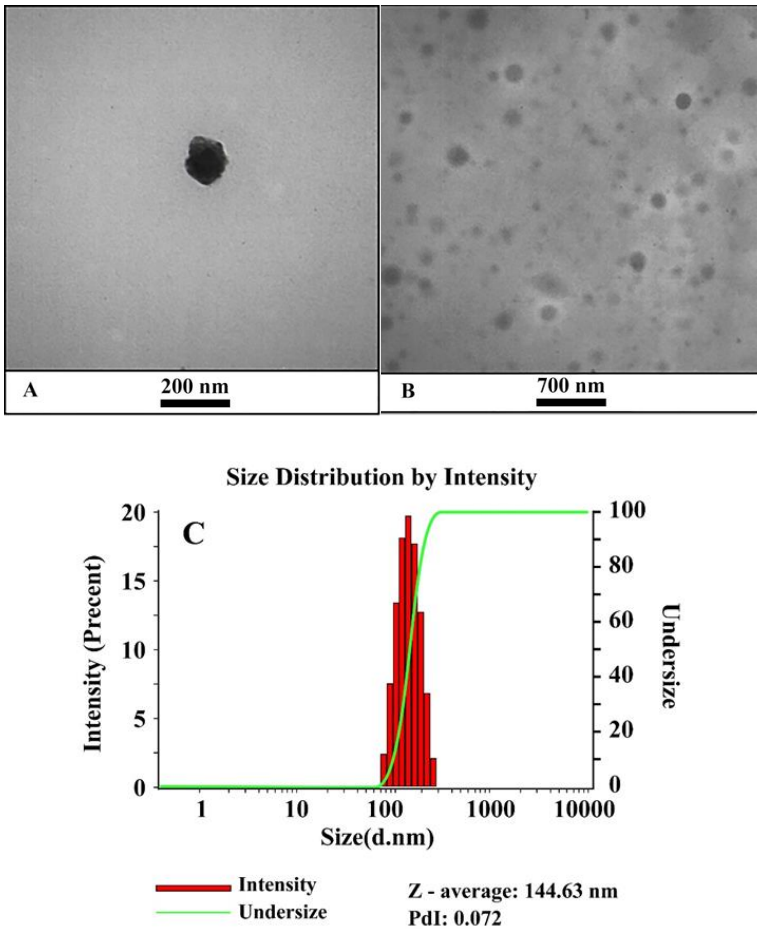 A
200 nm
B
700 nm
Size Distribution by Intensity
C
Intensity (Precent)
20
15
10
5
0
100
80
60
40
20
0
Undersize
1
10
100
1000
10000
Size(d.nm)
Intensity
Undersize
Z - average: 144.63 nm
PdI: 0.072